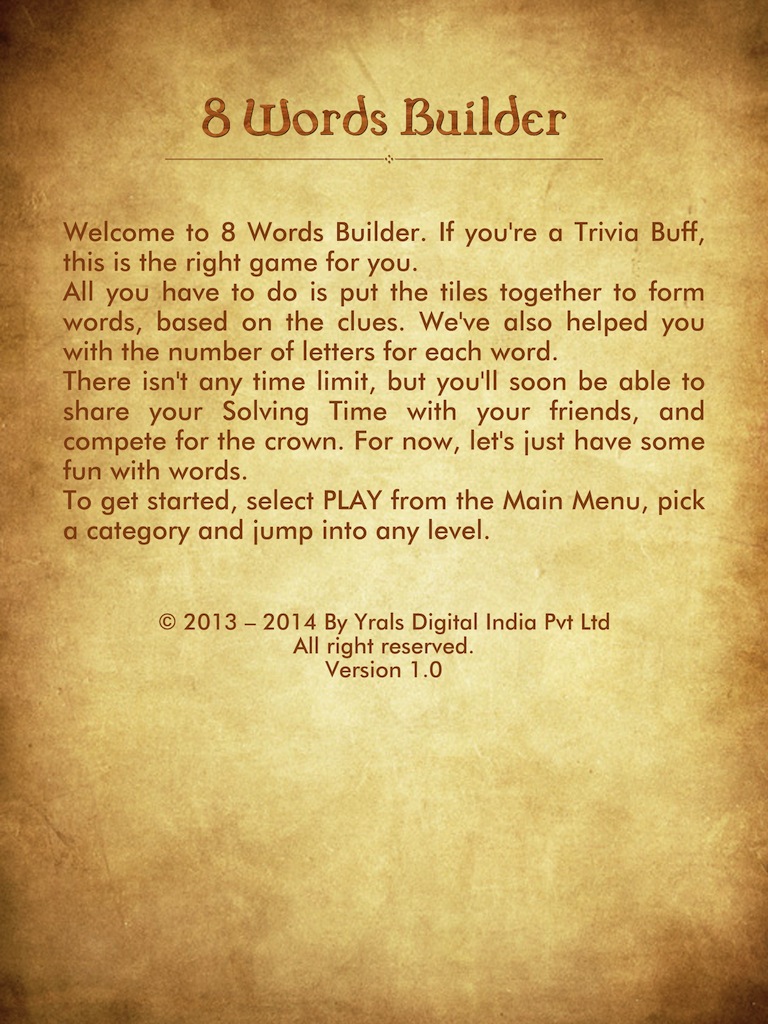 8 Words Builder
Welcome to 8 Words Builder. If you're a Trivia Buff,
this is the right game for you.
All you have to do is put the tiles together to form
words, based on the clues. We've also helped you
with the number of letters for each word.
There isn't any time limit, but you'll soon be able to
share your Solving Time with your friends, and
compete for the crown. For now, let's just have some
fun with words.
To get started, select PLAY from the Main Menu, pick
a category and jump into any level.
© 2013 – 2014 By Yrals Digital India Pvt Ltd
All right reserved.
Version 1.0